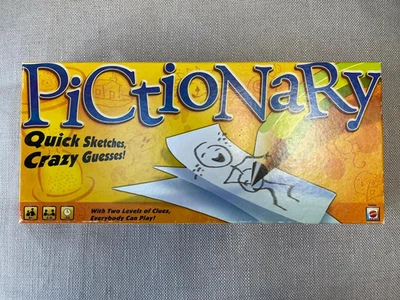 PiCtioNaRy
Quick Sketches,
Crazy Guesses!
With Two Levels of Clues,
Everybody Can Play!